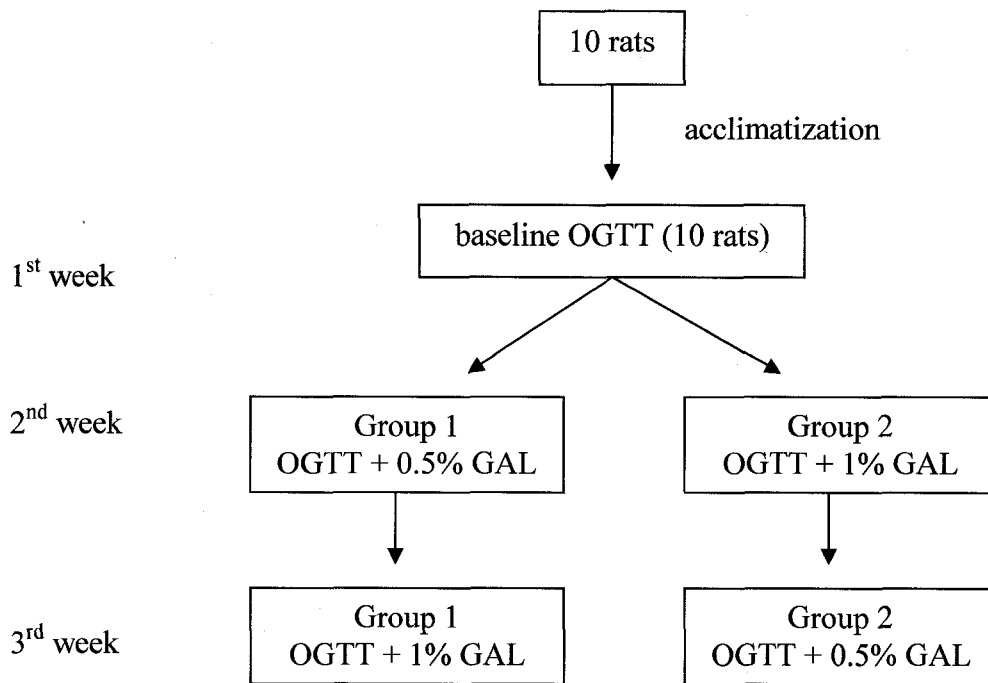 10 rats
acclimatization
baseline OGTT (10 rats)
1st week
2nd week
Group 1
OGTT + 0.5% GAL
Group 2
OGTT + 1% GAL
3rd week
Group 1
OGTT + 1% GAL
Group 2
OGTT + 0.5% GAL